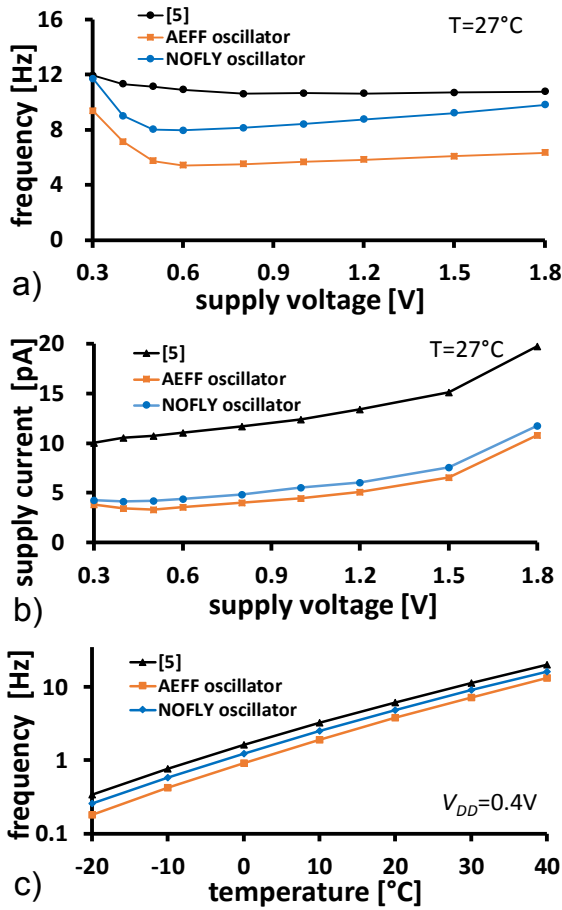 [5]
AEFF oscillator
NOFLY oscillator
T=27°C
frequency [Hz]
16
12
8
4
0
0.3 0.6 0.9 1.2 1.5 1.8
supply voltage [V]
a)
[5]
AEFF oscillator
NOFLY oscillator
T=27°C
supply current [pA]
20
15
10
5
0
0.3 0.6 0.9 1.2 1.5 1.8
supply voltage [V]
b)
[5]
AEFF oscillator
NOFLY oscillator
VDD=0.4V
frequency [Hz]
10
1
0.1
-20 -10 0 10 20 30 40
temperature [°C]
c)